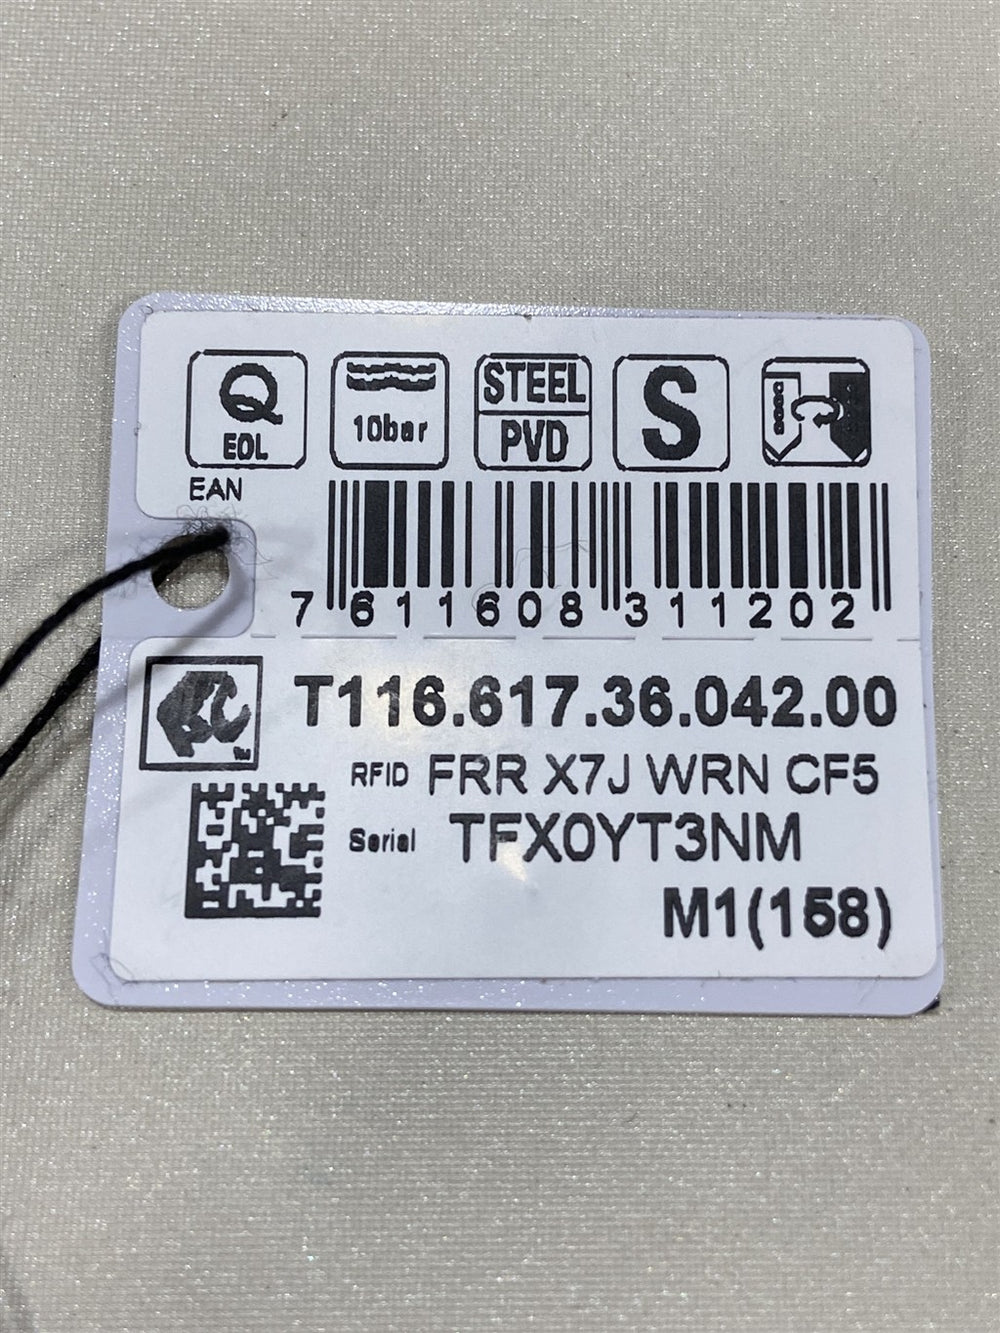 Q
EOL
10bar
STEEL
PVD
S
EAN
7 611608 311202
T116.617.36.042.00
RFID FRR X7J WRN CF5
Serial TFX0YT3NM
M1(158)